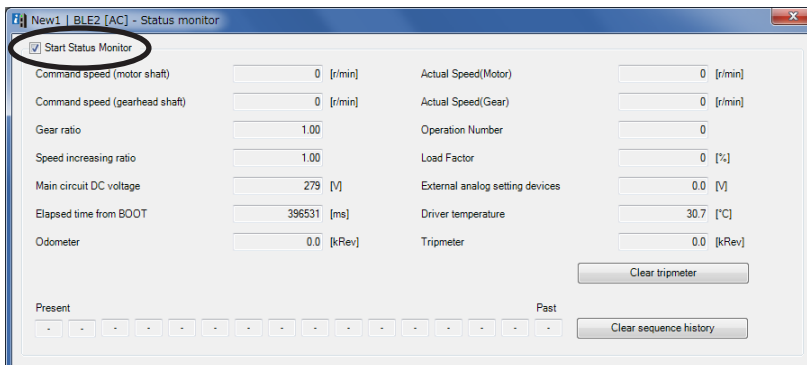 New1 | BLE2 [AC] - Status monitor
Start Status Monitor
Command speed (motor shaft) 0 [r/min] Actual Speed(Motor) 0 [r/min]
Command speed (gearhead shaft) 0 [r/min] Actual Speed(Gear) 0 [r/min]
Gear ratio 1.00 Operation Number 0
Speed increasing ratio 1.00 Load Factor 0 [%]
Main circuit DC voltage 279 [V] External analog setting devices 0.0 [V]
Elapsed time from BOOT 396531 [ms] Driver temperature 30.7 [°C]
Odometer 0.0 [kRev] Tripmeter 0.0 [kRev]
Clear tripmeter
Present Past
- - - - - - - - - - - - - - - - Clear sequence history